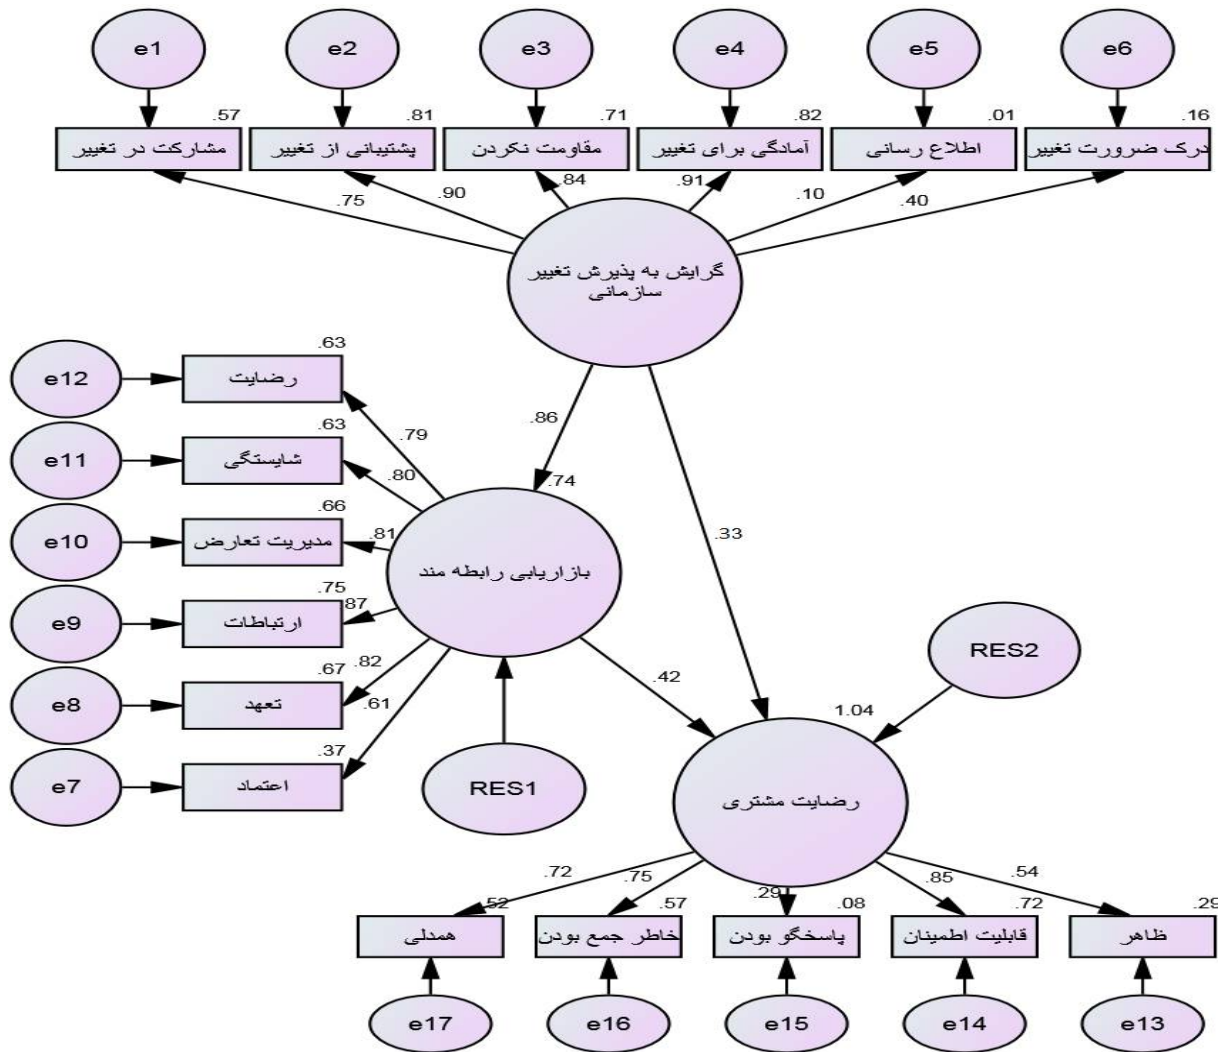 e1 e2 e3 e4 e5 e6
.57 .81 .71 .82 .01 .16
مشارکت در تغییر
پشتیبانی از تغییر
مقاومت نکردن
آمادگی برای تغییر
اطلاع رسانی
درک ضرورت تغییر
.75 .90 .84 .91 .10 .40
گرایش به پذیرش تغییر
سازمانی
.63
e12 رضایت
.79
.63
e11 شایستگی
.80
.66
e10 مدیریت تعارض
.81
.75
e9 ارتباطات
.87
.67
e8 تعهد
.82
.37
e7 اعتماد
.61
.86
.74
.33
بازاریابی رابطه مند
.42
RES1
RES2
1.04
رضایت مشتری
.72 .75 .29 .85 .54
.52 .57 .08 .72 .29
همدلی
خاطر جمع بودن
پاسخگو بودن
قابلیت اطمینان
ظاهر
e17 e16 e15 e14 e13